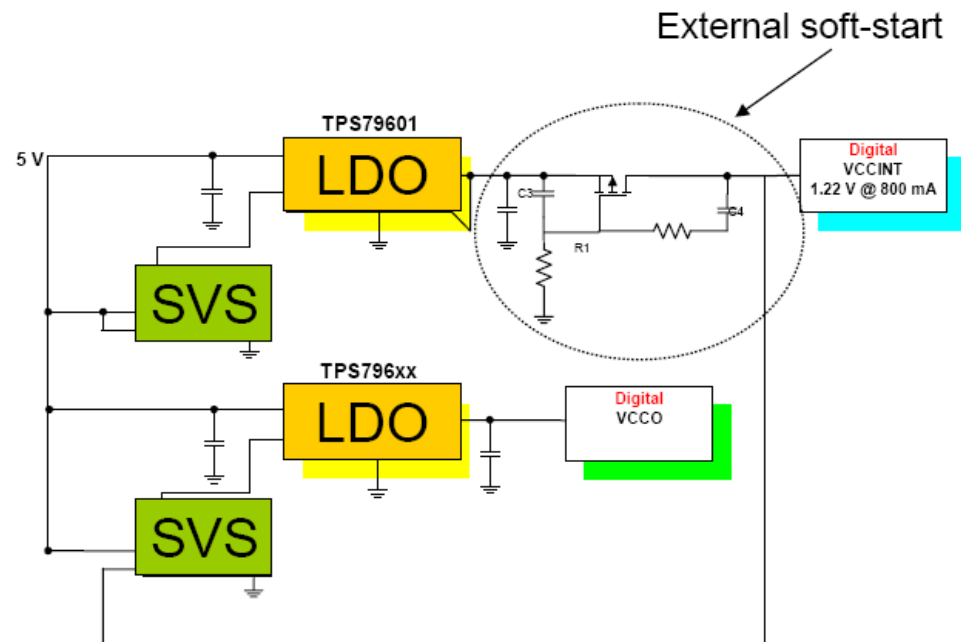 External soft-start
TPS79601
5 V
LDO
Digital
VCCINT
1.22 V @ 800 mA
C3
C4
R1
SVS
TPS796xx
LDO
Digital
VCCO
SVS